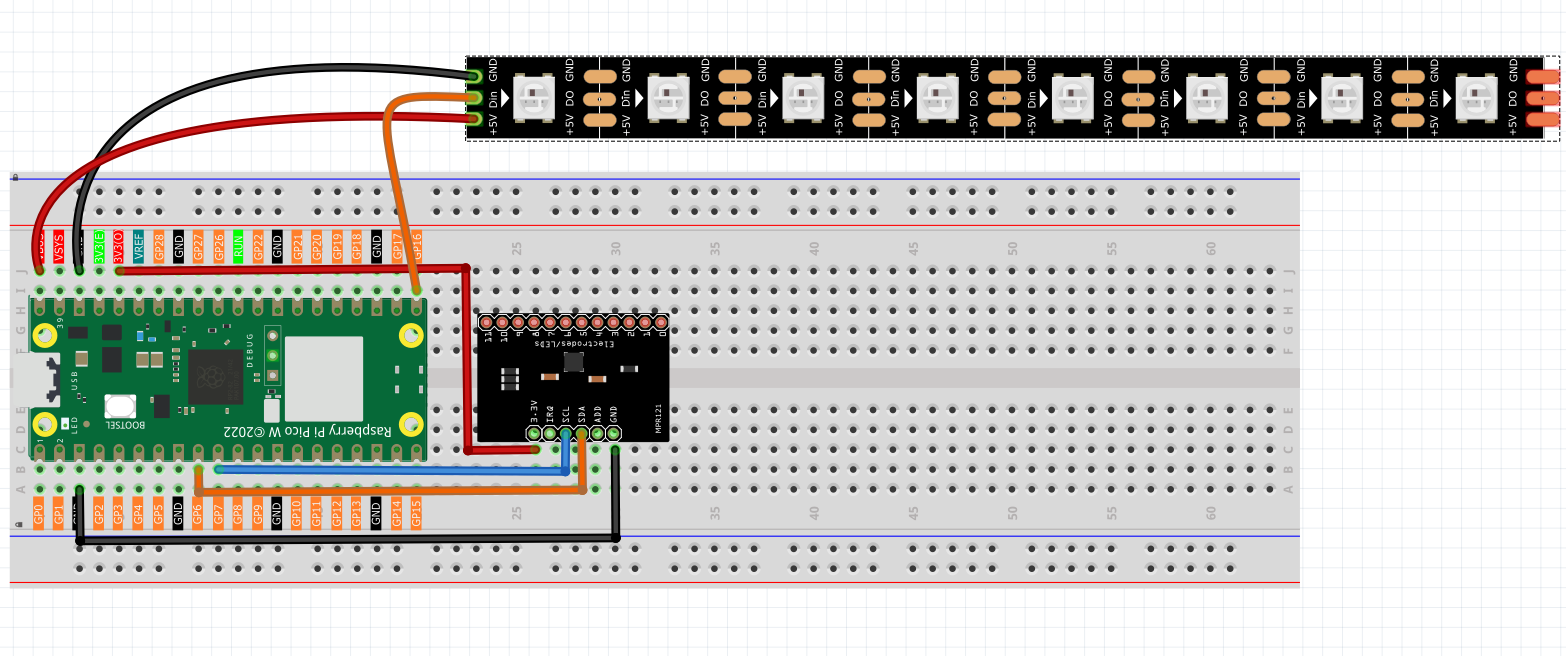 GND GND GND GND GND GND GND GND GND GND GND GND GND GND GND GND
Din DO Din DO Din DO Din DO Din DO Din DO Din DO Din DO
+5V +5V +5V +5V +5V +5V +5V +5V +5V +5V +5V +5V +5V +5V +5V +5V
VSYS 3V3(E) 3V3(O) VREF GP28 GND GP27 GP26 RUN GP22 GND GP21 GP20 GP19 GP18 GND GP17 GP16
25 30 35 40 45 50 55 60
J J
I I
H H
G G
F F
E E
D D
C C
B B
A A
39
DEBUG
USB
BOOTSEL
LED
1 2
Raspberry Pi Pico W ©2022
11 10 9 8 7 6 5 4 3 2 1 0
Electrodes/LEDs
3.3V IRQ SCL SDA ADD GND
MPR121
GP0 GP1 GP2 GP3 GP4 GP5 GND GP6 GP7 GP8 GP9 GND GP10 GP11 GP12 GP13 GND GP14 GP15
25 35 40 45 50 55 60